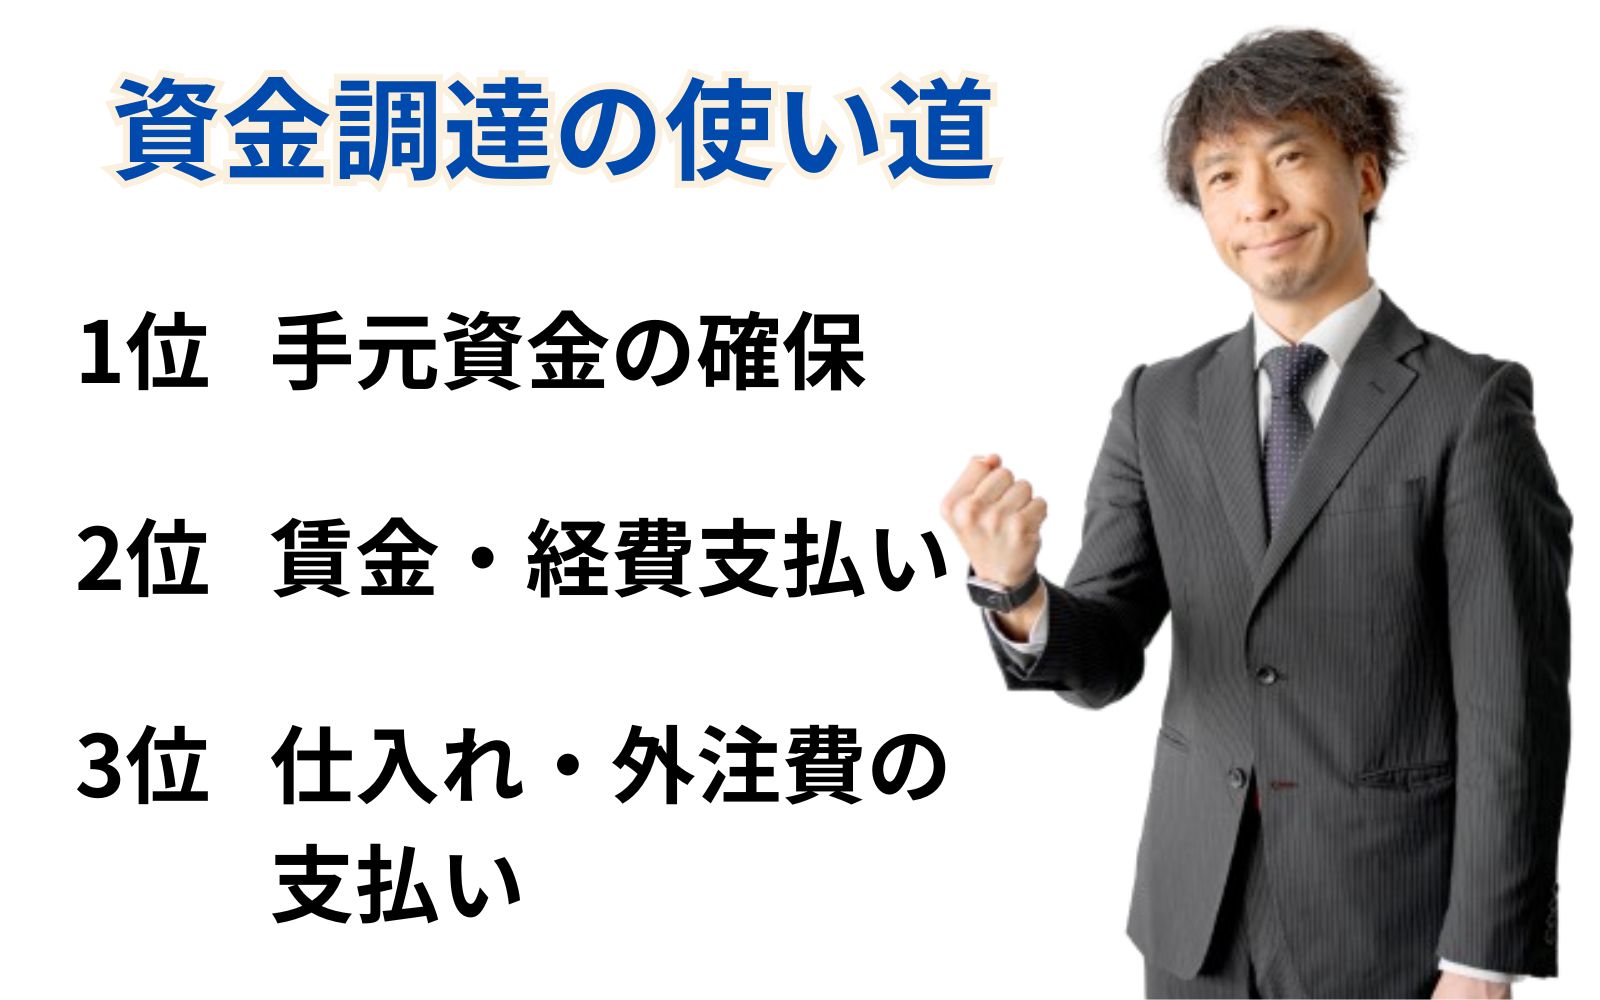 資金調達の使い道
1位 手元資金の確保
2位 賃金・経費支払い
3位 仕入れ・外注費の
支払い